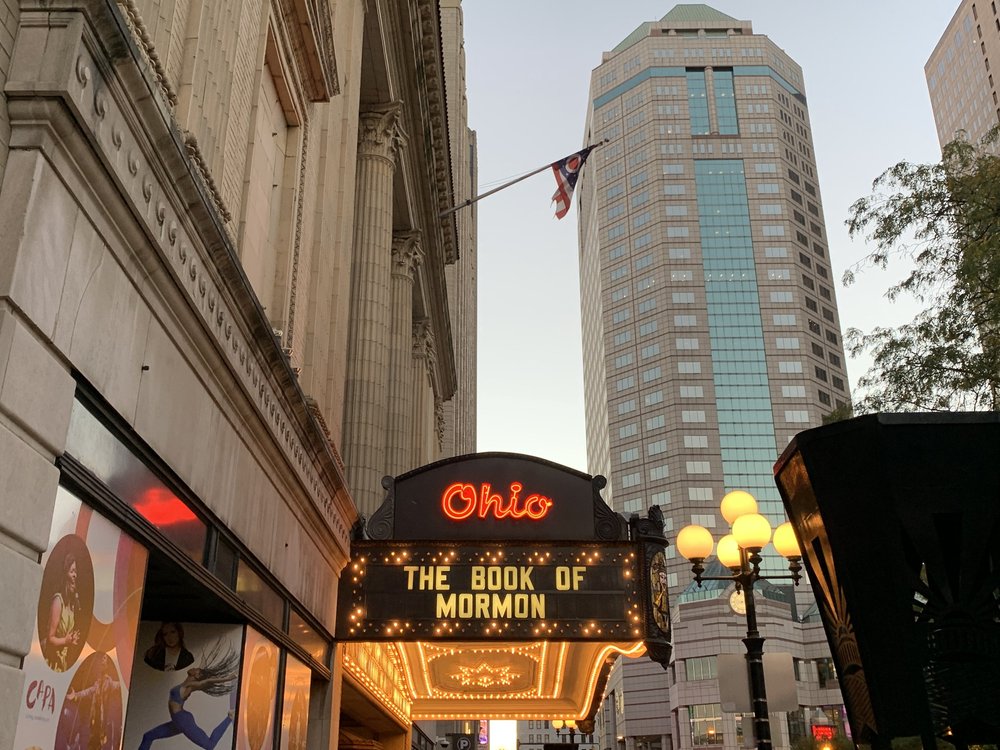 Ohio
THE BOOK OF
MORMON
CAPA
P